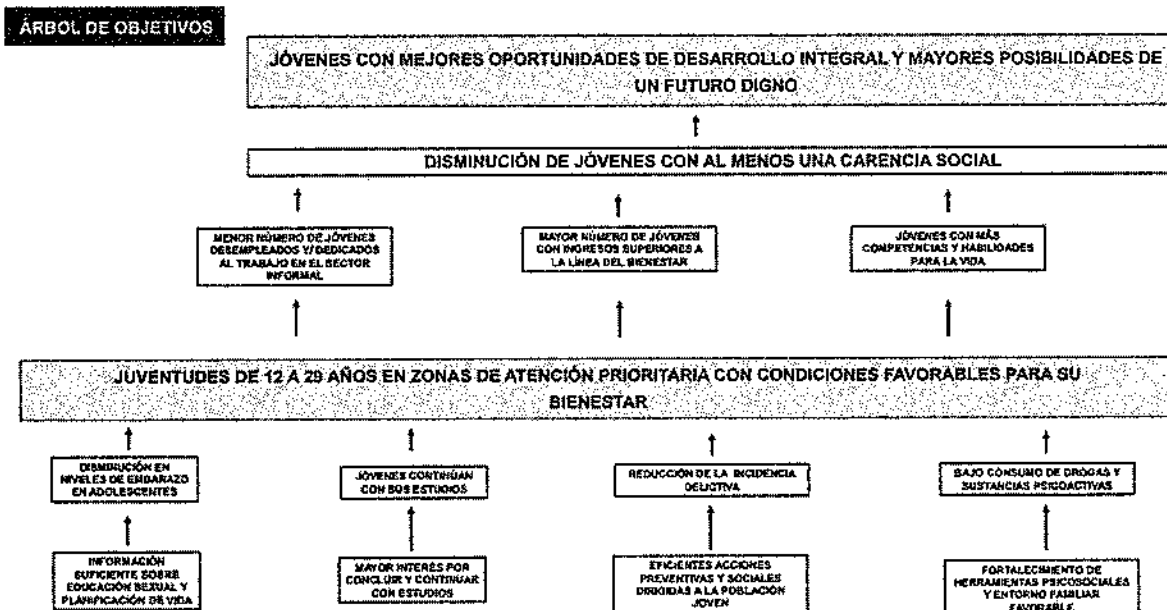 ÁRBOL DE OBJETIVOS
JÓVENES CON MEJORES OPORTUNIDADES DE DESARROLLO INTEGRAL Y MAYORES POSIBILIDADES DE
UN FUTURO DIGNO
DISMINUCIÓN DE JÓVENES CON AL MENOS UNA CARENCIA SOCIAL
MENOR NÚMERO DE JÓVENES
DESEMPLEADOS Y/DEDICADOS
AL TRABAJO EN EL SECTOR
INFORMAL
MAYOR NÚMERO DE JÓVENES
CON INGRESOS SUPERIORES A
LA LÍNEA DEL BIENESTAR
JÓVENES CON MÁS
COMPETENCIAS Y HABILIDADES
PARA LA VIDA
JUVENTUDES DE 12 A 29 AÑOS EN ZONAS DE ATENCIÓN PRIORITARIA CON CONDICIONES FAVORABLES PARA SU
BIENESTAR
DISMINUCIÓN EN
NIVELES DE EMBARAZO
EN ADOLESCENTES
JÓVENES CONTINÚAN
CON SUS ESTUDIOS
REDUCCIÓN DE LA INCIDENCIA
DELICTIVA
BAJO CONSUMO DE DROGAS Y
SUSTANCIAS PSICOACTIVAS
INFORMACIÓN
SUFICIENTE SOBRE
EDUCACIÓN SEXUAL Y
PLANIFICACIÓN DE VIDA
MAYOR INTERÉS POR
CONCLUIR Y CONTINUAR
CON ESTUDIOS
EFICIENTES ACCIONES
PREVENTIVAS Y SOCIALES
DIRIGIDAS A LA POBLACIÓN
JOVEN
FORTALECIMIENTO DE
HERRAMIENTAS PSICOSOCIALES
Y ENTORNO FAMILIAR
FAVORABLE